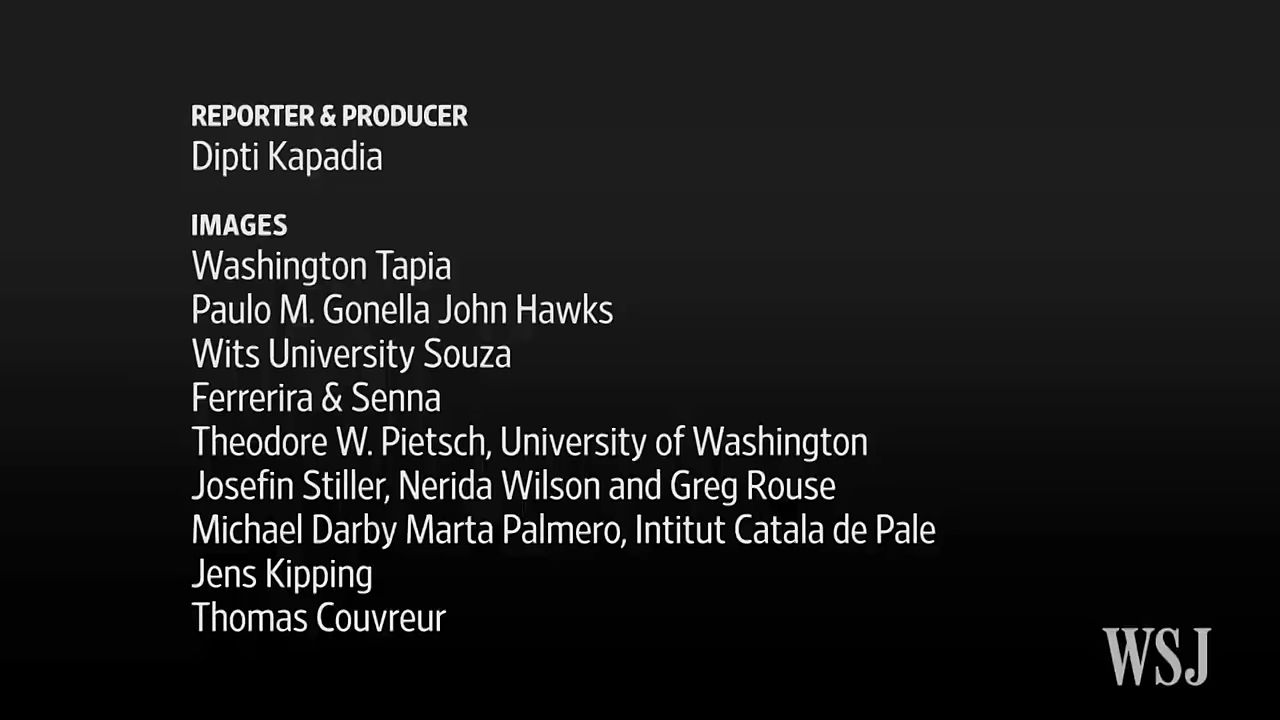 REPORTER & PRODUCER
Dipti Kapadia
IMAGES
Washington Tapia
Paulo M. Gonella John Hawks
Wits University Souza
Ferrerira & Senna
Theodore W. Pietsch, University of Washington
Josefin Stiller, Nerida Wilson and Greg Rouse
Michael Darby Marta Palmero, Intitut Catala de Pale
Jens Kipping
Thomas Couvreur
WSJ